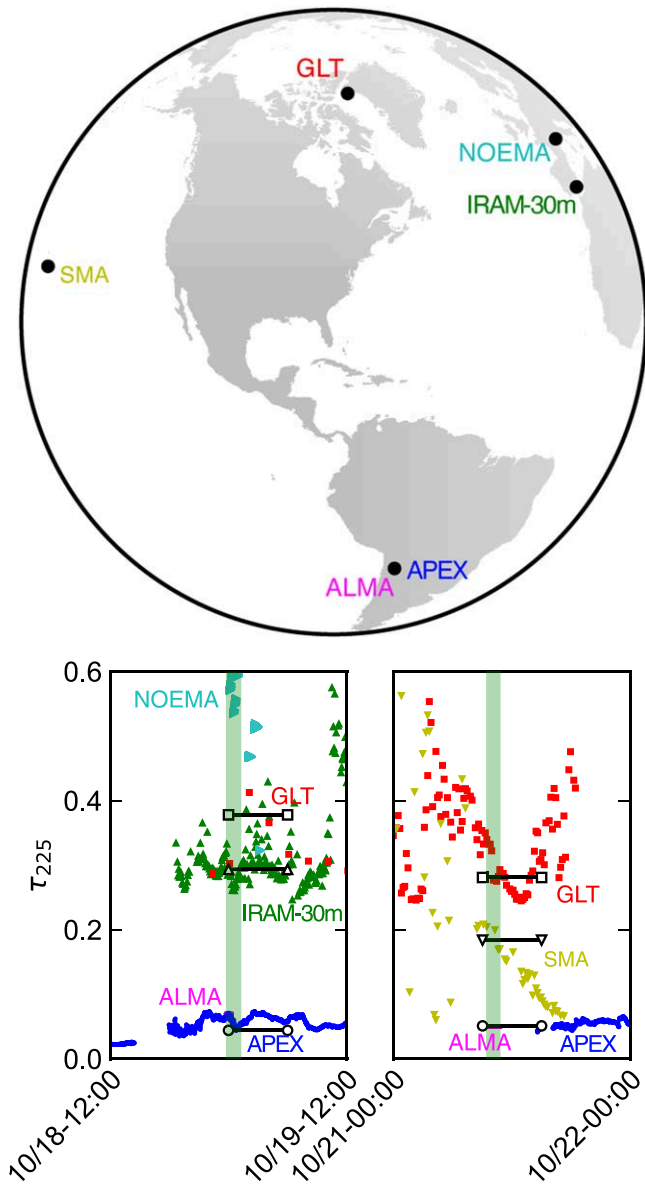 GLT
NOEMA
IRAM-30m
SMA
APEX
ALMA
0.6
NOEMA
0.4
GLT
GLT
τ225
IRAM-30m
0.2
SMA
ALMA
APEX
ALMA
APEX
0.0
10/18-12:00
10/19-12:00
10/21-00:00
10/22-00:00